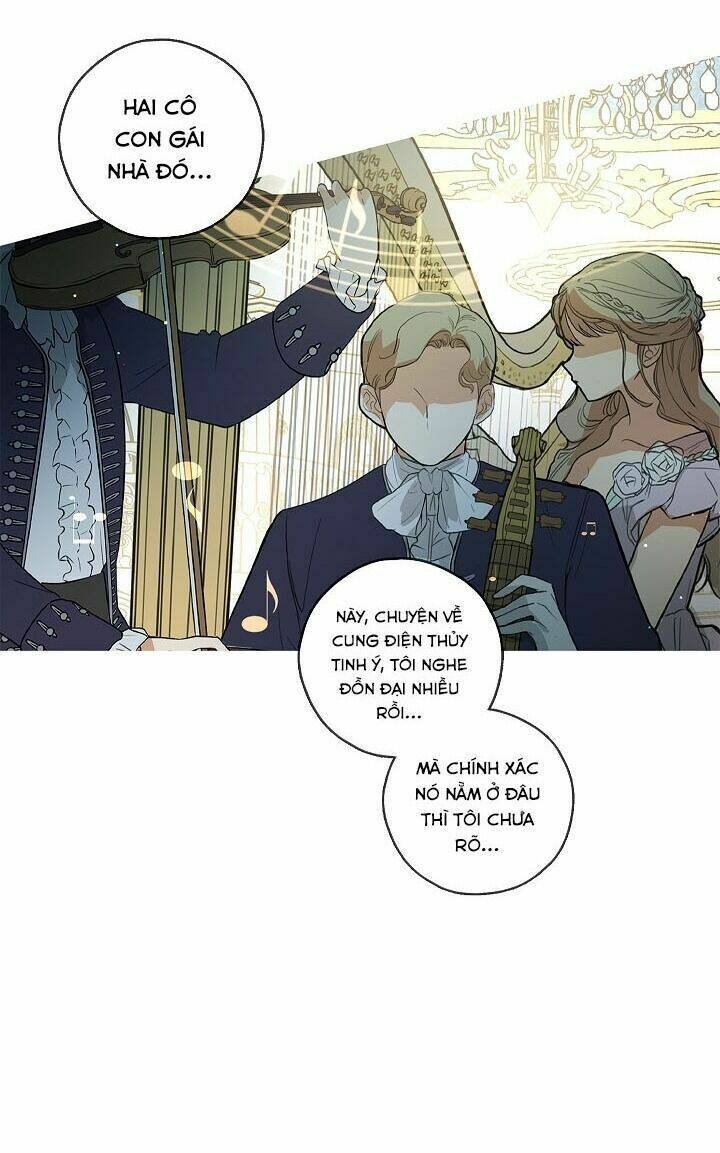 HAI CÔ
CON GÁI
NHÀ ĐÓ...
NÀY, CHUYỆN VỀ
CUNG ĐIỆN THỦY
TINH Ý, TÔI NGHE
ĐỒN ĐẠI NHIỀU
RỒI...
MÀ CHÍNH XÁC
NÓ NẰM Ở ĐÂU
THÌ TÔI CHƯA
RÕ...